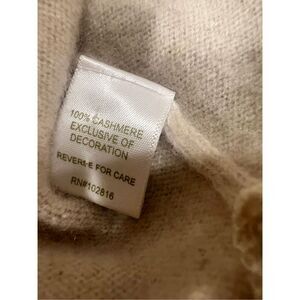 100% CASHMERE
EXCLUSIVE OF
DECORATION
REVERSE FOR CARE
RN#102816